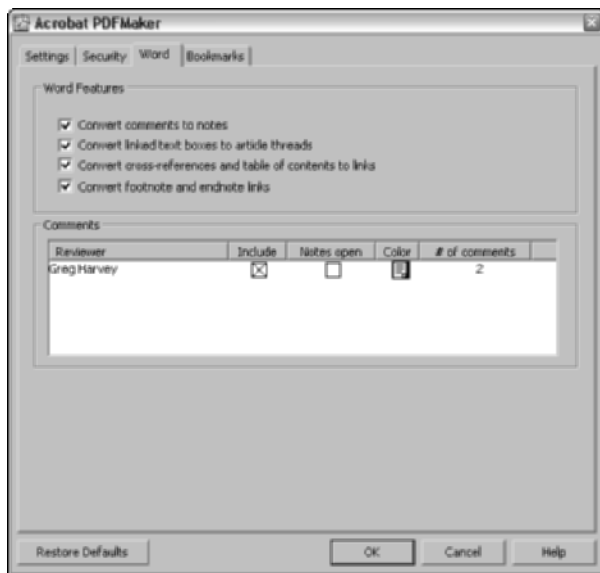 Acrobat PDFMaker
Settings Security Word Bookmarks
Word Features
Convert comments to notes
Convert linked text boxes to article threads
Convert cross-references and table of contents to links
Convert footnote and endnote links
Comments
Reviewer Include Notes open Color # of comments
Greg Harvey 2
Restore Defaults OK Cancel Help